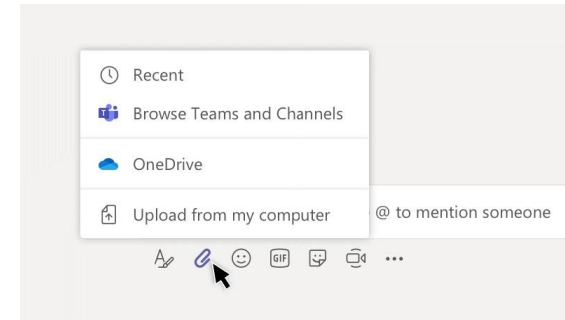 Recent
Browse Teams and Channels
OneDrive
Upload from my computer
@ to mention someone
GIF